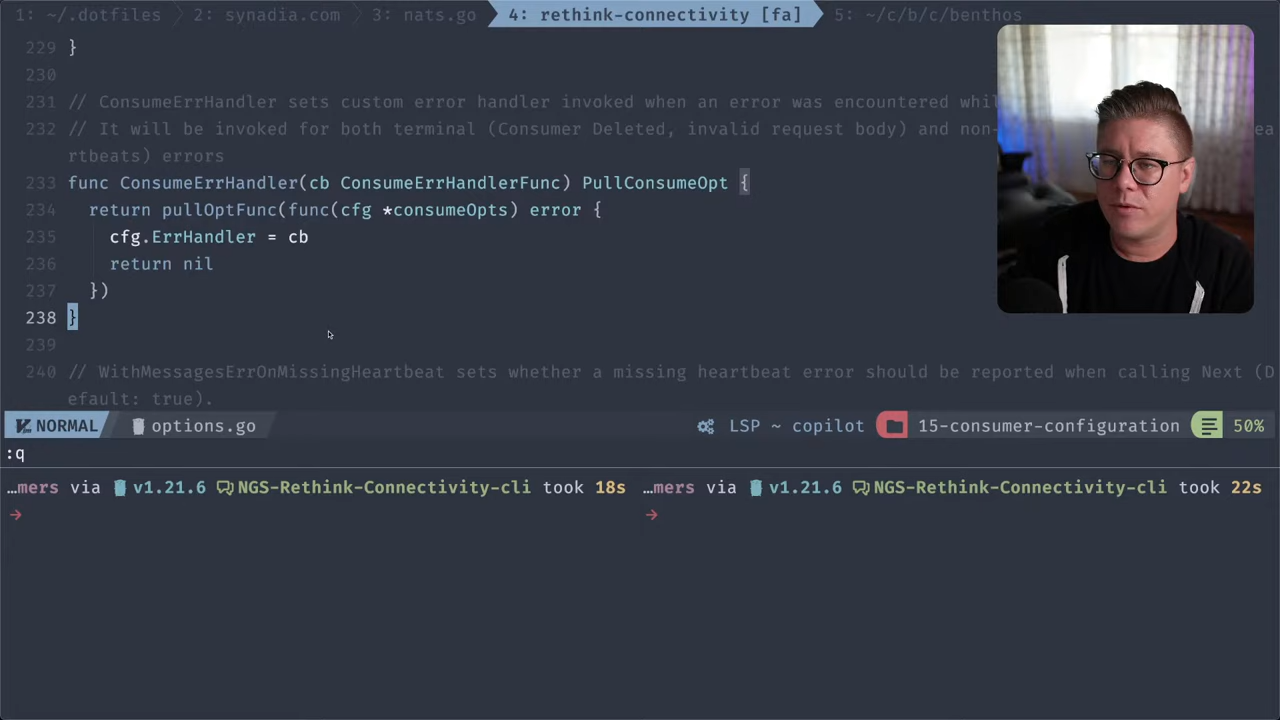 1: ~/.dotfiles 2: synadia.com 3: nats.go 4: rethink-connectivity [fa] 5: ~/c/b/c/benthos
229 }
230
231 // ConsumeErrHandler sets custom error handler invoked when an error was encountered whil
232 // It will be invoked for both terminal (Consumer Deleted, invalid request body) and non-
rtbeats) errors
233 func ConsumeErrHandler(cb ConsumeErrHandlerFunc) PullConsumeOpt {
234 return pullOptFunc(func(cfg *consumeOpts) error {
235 cfg.ErrHandler = cb
236 return nil
237 })
238 }
239
240 // WithMessagesErrOnMissingHeartbeat sets whether a missing heartbeat error should be reported when calling Next (D
efault: true).
NORMAL options.go LSP ~ copilot 15-consumer-configuration 50%
:q
…mers via v1.21.6 NGS-Rethink-Connectivity-cli took 18s
→
…mers via v1.21.6 NGS-Rethink-Connectivity-cli took 22s
→